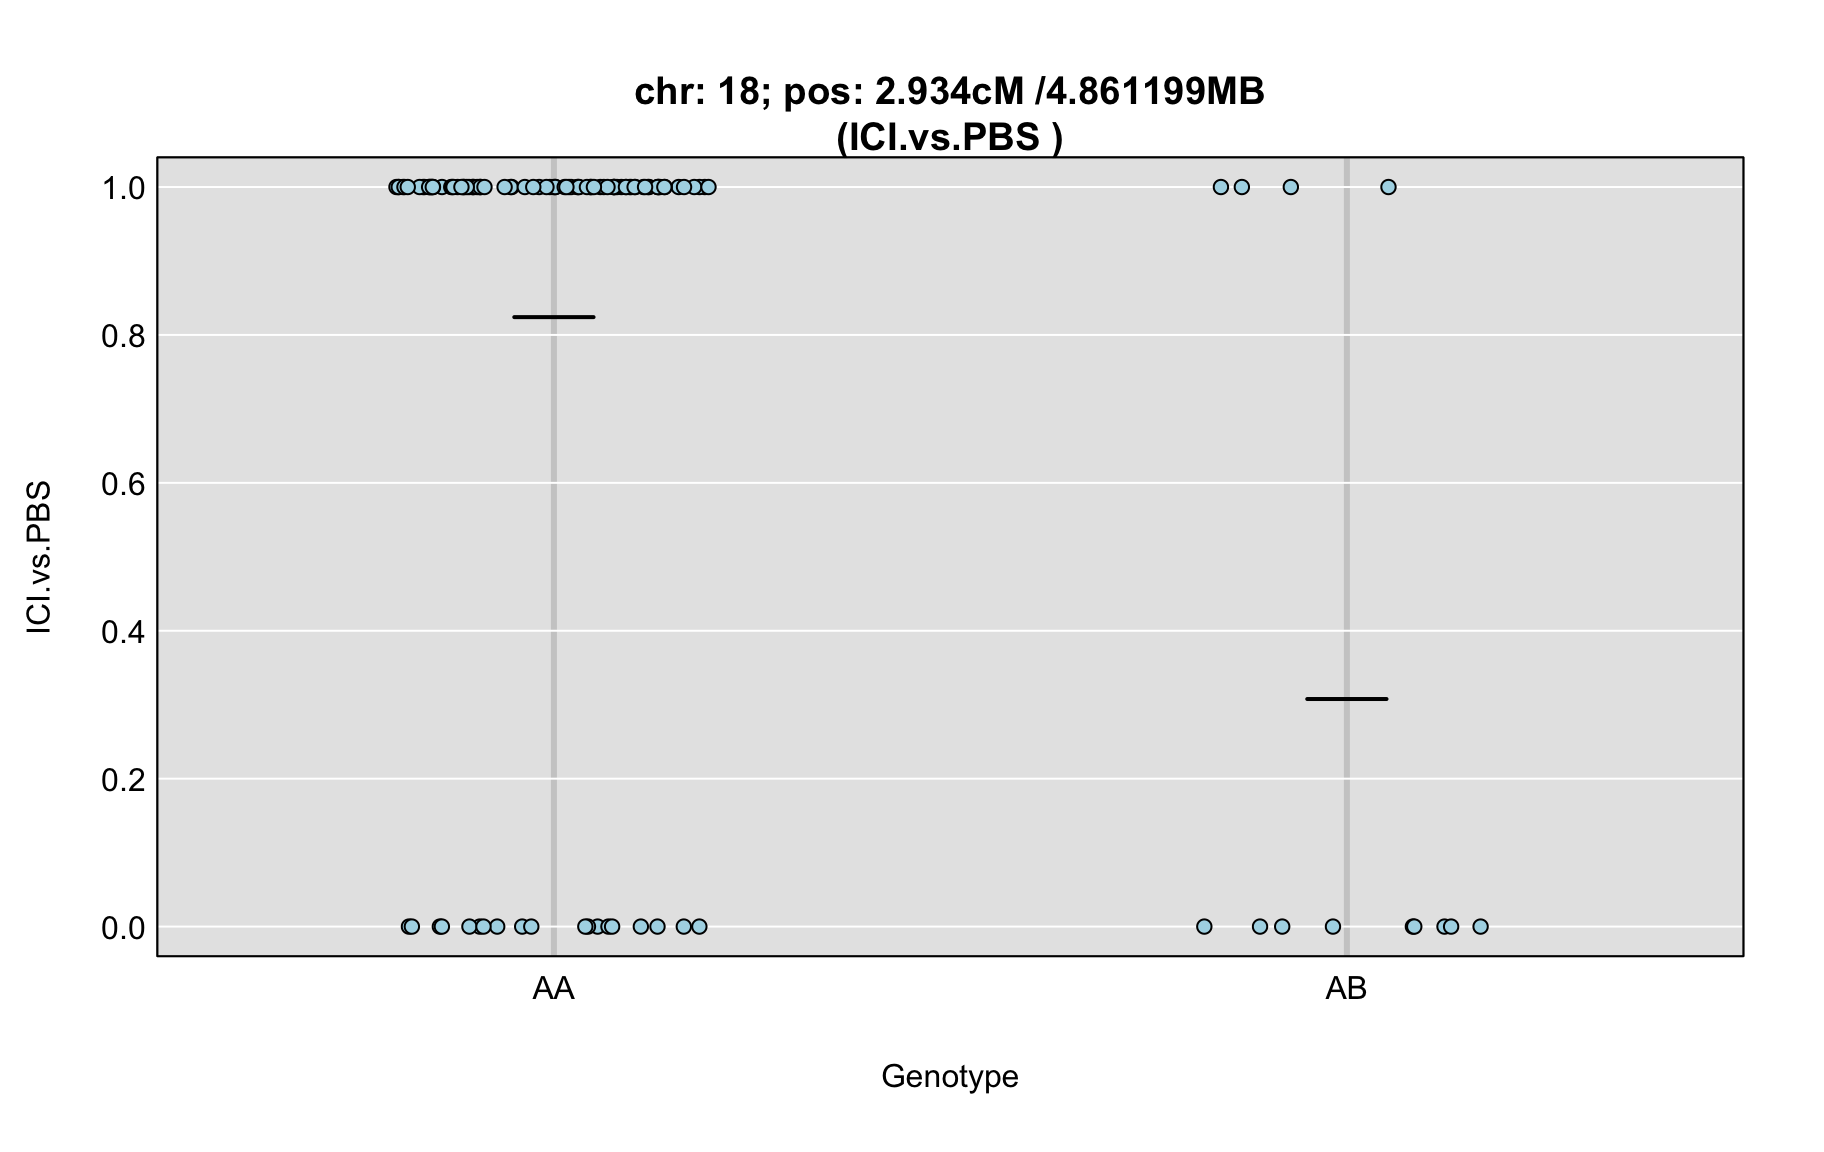 chr: 18; pos: 2.934cM /4.861199MB
(ICI.vs.PBS )
ICI.vs.PBS
1.0
0.8
0.6
0.4
0.2
0.0
AA
AB
Genotype